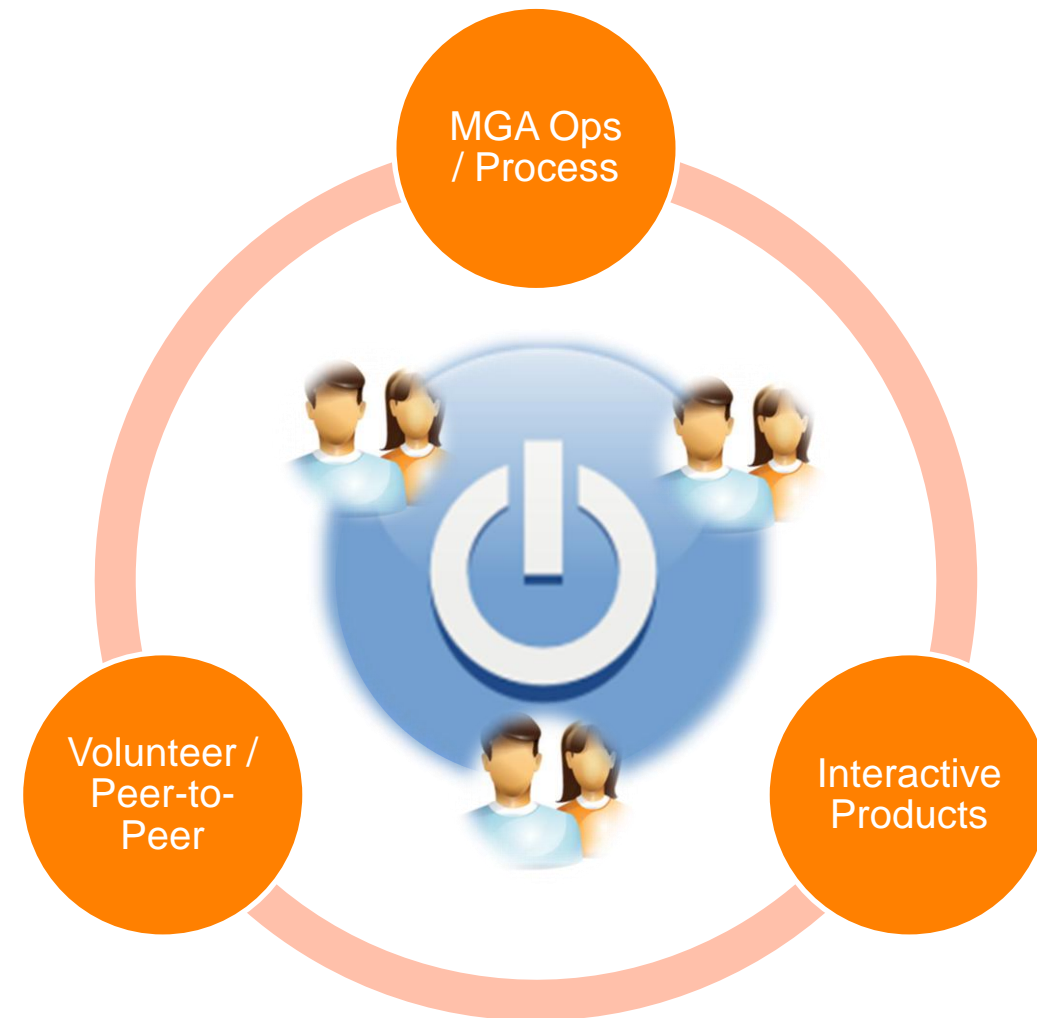 MGA Ops
/ Process
Volunteer /
Peer-to-
Peer
Interactive
Products